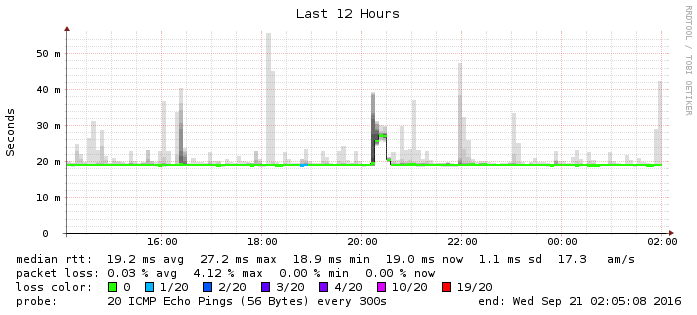 Last 12 Hours
RRDTOOL / TOBI OETIKER
Seconds
50 m
40 m
30 m
20 m
10 m
0
16:00 18:00 20:00 22:00 00:00 02:00
median rtt: 19.2 ms avg 27.2 ms max 18.9 ms min 19.0 ms now 1.1 ms sd 17.3 am/s
packet loss: 0.03 % avg 4.12 % max 0.00 % min 0.00 % now
loss color: 0 1/20 2/20 3/20 4/20 10/20 19/20
probe: 20 ICMP Echo Pings (56 Bytes) every 300s end: Wed Sep 21 02:05:08 2016